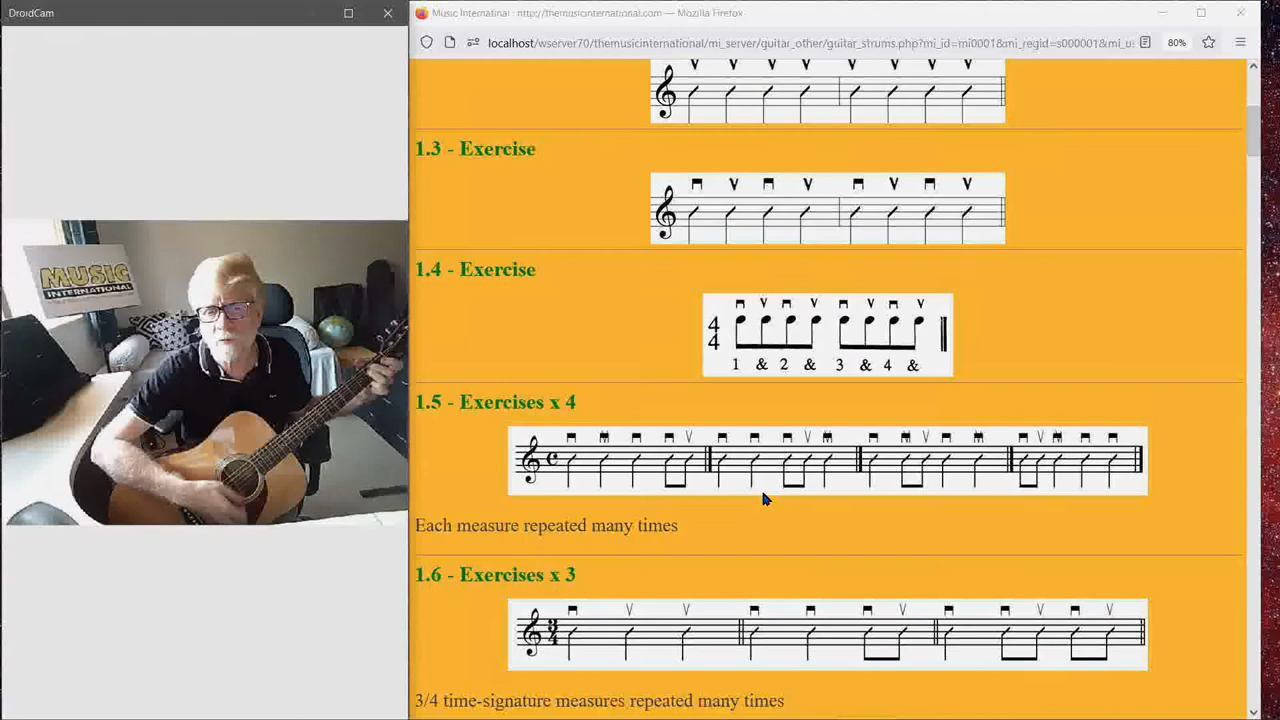 DroidCam
Music Internatinal : http://themusicinternational.com — Mozilla Firefox
localhost/wserver70/themusicinternational/mi_server/guitar_other/guitar_strums.php?mi_id=mi0001&mi_regid=s000001&mi_u
80%
1.3 - Exercise
1.4 - Exercise
4
4
1 & 2 & 3 & 4 &
MUSIC
INTERNATIONAL
1.5 - Exercises x 4
Each measure repeated many times
1.6 - Exercises x 3
3
4
3/4 time-signature measures repeated many times